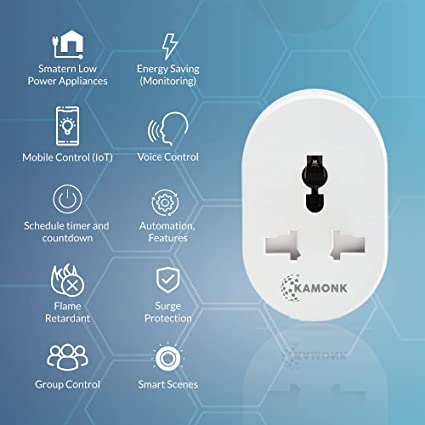 Smatern Low
Power Appliances
Energy Saving
(Monitoring)
Mobile Control (IoT)
Voice Control
Schedule timer and
countdown
Automation,
Features
Flame
Retardant
Surge
Protection
Group Control
Smart Scenes
KAMONK